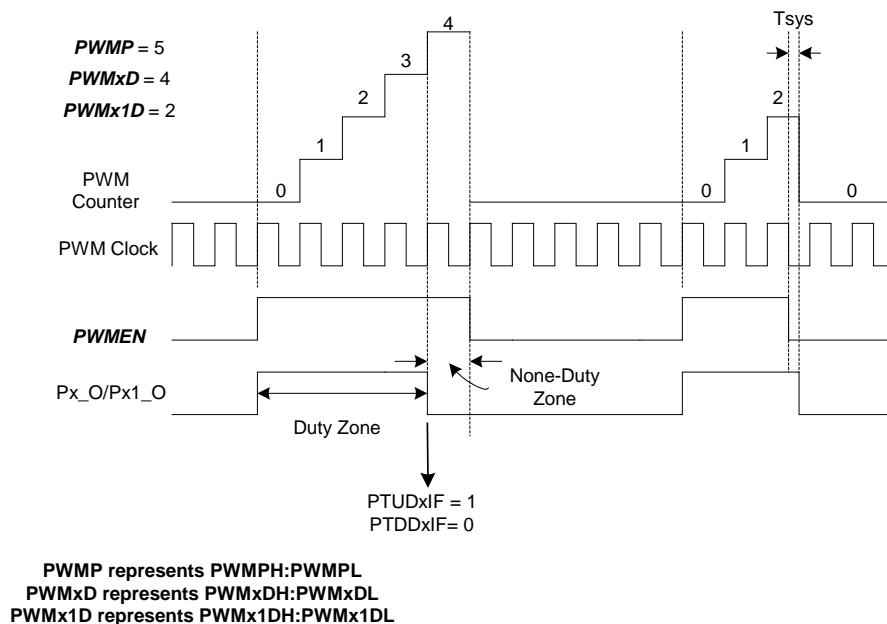 Tsys
PWMP = 5
PWMxD = 4
PWMx1D = 2
4
3
2
1
0
2
1
0
0
PWM
Counter
PWM Clock
PWMEN
None-Duty
Zone
Px_O/Px1_O
Duty Zone
PTUDxIF = 1
PTDDxIF= 0
PWMP represents PWMPH:PWMPL
PWMxD represents PWMxDH:PWMxDL
PWMx1D represents PWMx1DH:PWMx1DL